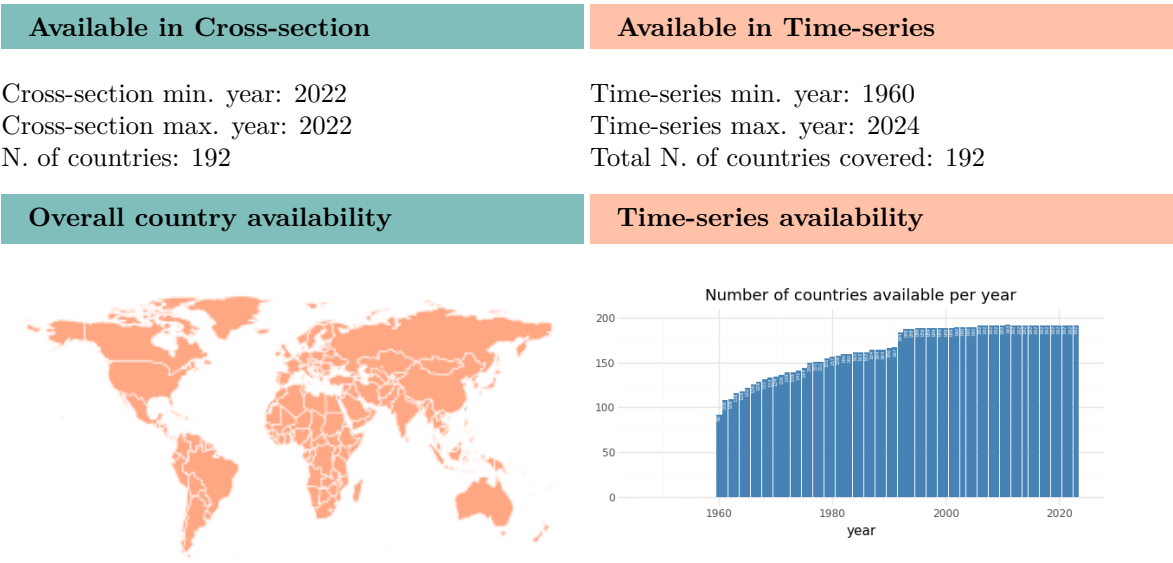 Available in Cross-section
Available in Time-series
Cross-section min. year: 2022
Cross-section max. year: 2022
N. of countries: 192
Time-series min. year: 1960
Time-series max. year: 2024
Total N. of countries covered: 192
Overall country availability
Time-series availability
Number of countries available per year
200
150
100
50
0
1960 1980 2000 2020
year